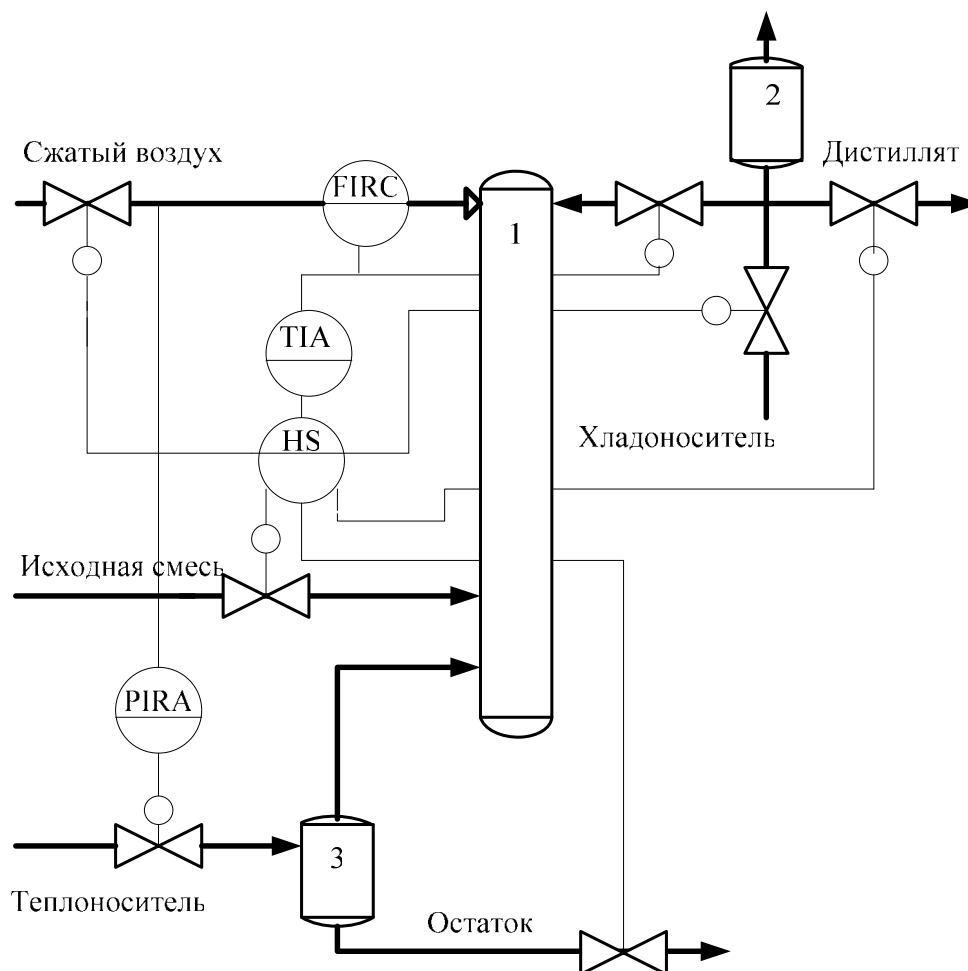 2
Сжатый воздух
Дистиллят
FIRC
1
TIA
HS
Хладоноситель
Исходная смесь
PIRA
3
Теплоноситель
Остаток